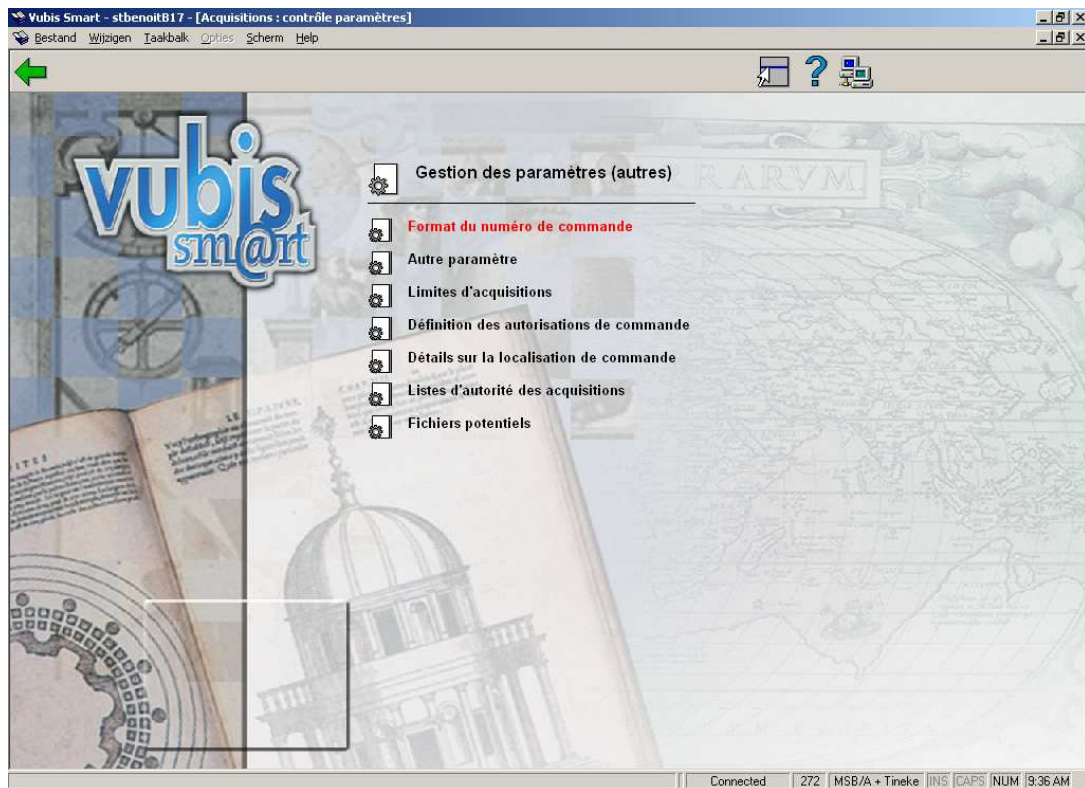 Vubis Smart - stbenoitB17 - [Acquisitions : contrôle paramètres]
Bestand Wijzigen Taakbalk Opties Scherm Help
vubis
sm@rt
RARVM
Gestion des paramètres (autres)
Format du numéro de commande
Autre paramètre
Limites d'acquisitions
Définition des autorisations de commande
Détails sur la localisation de commande
Listes d'autorité des acquisitions
Fichiers potentiels
Connected 272 MSB/A + Tineke INS CAPS NUM 9:36 AM